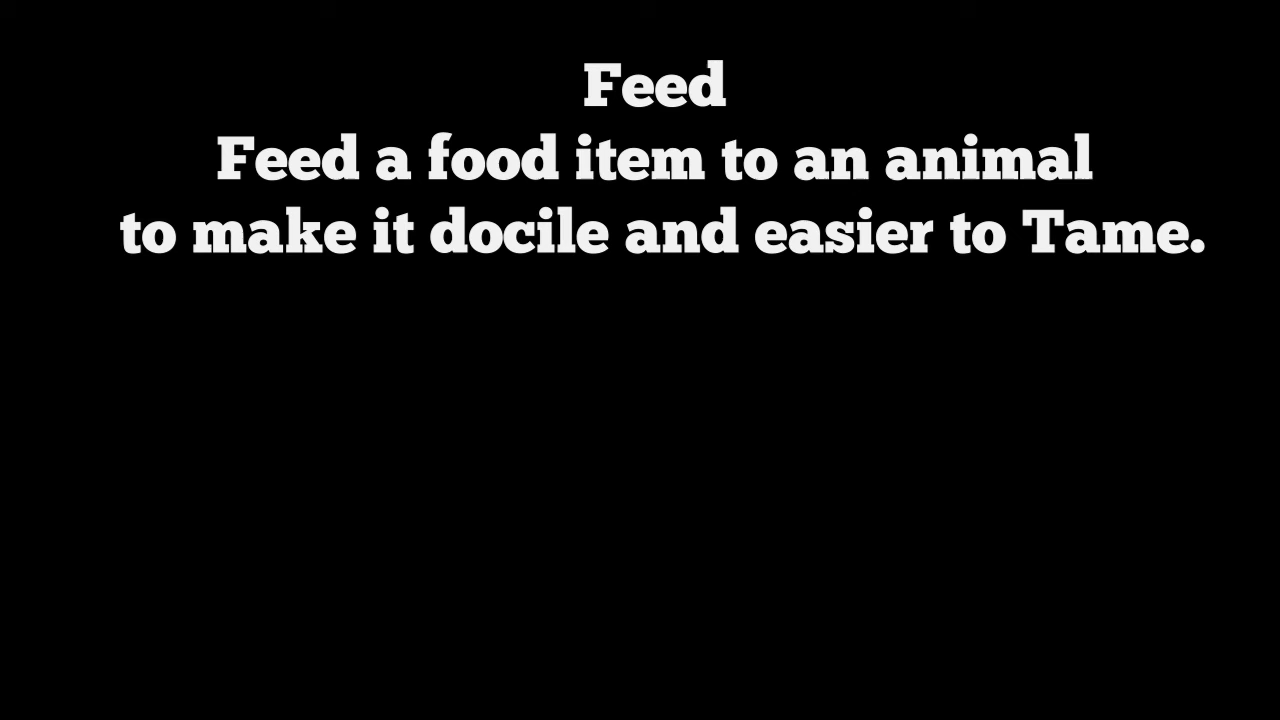 Feed
Feed a food item to an animal
to make it docile and easier to Tame.